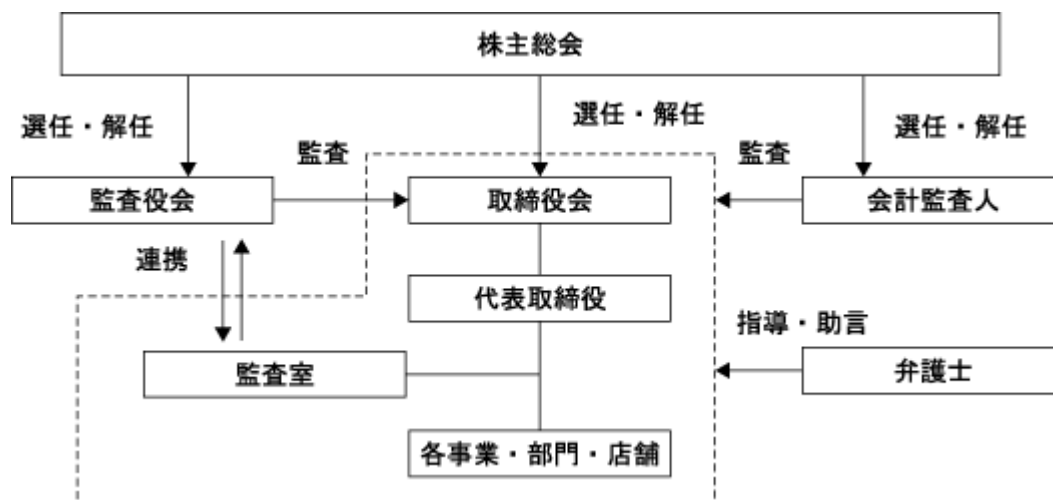 株主総会
選任・解任
選任・解任
選任・解任
監査
監査
監査役会
取締役会
会計監査人
連携
代表取締役
指導・助言
監査室
弁護士
各事業・部門・店舗